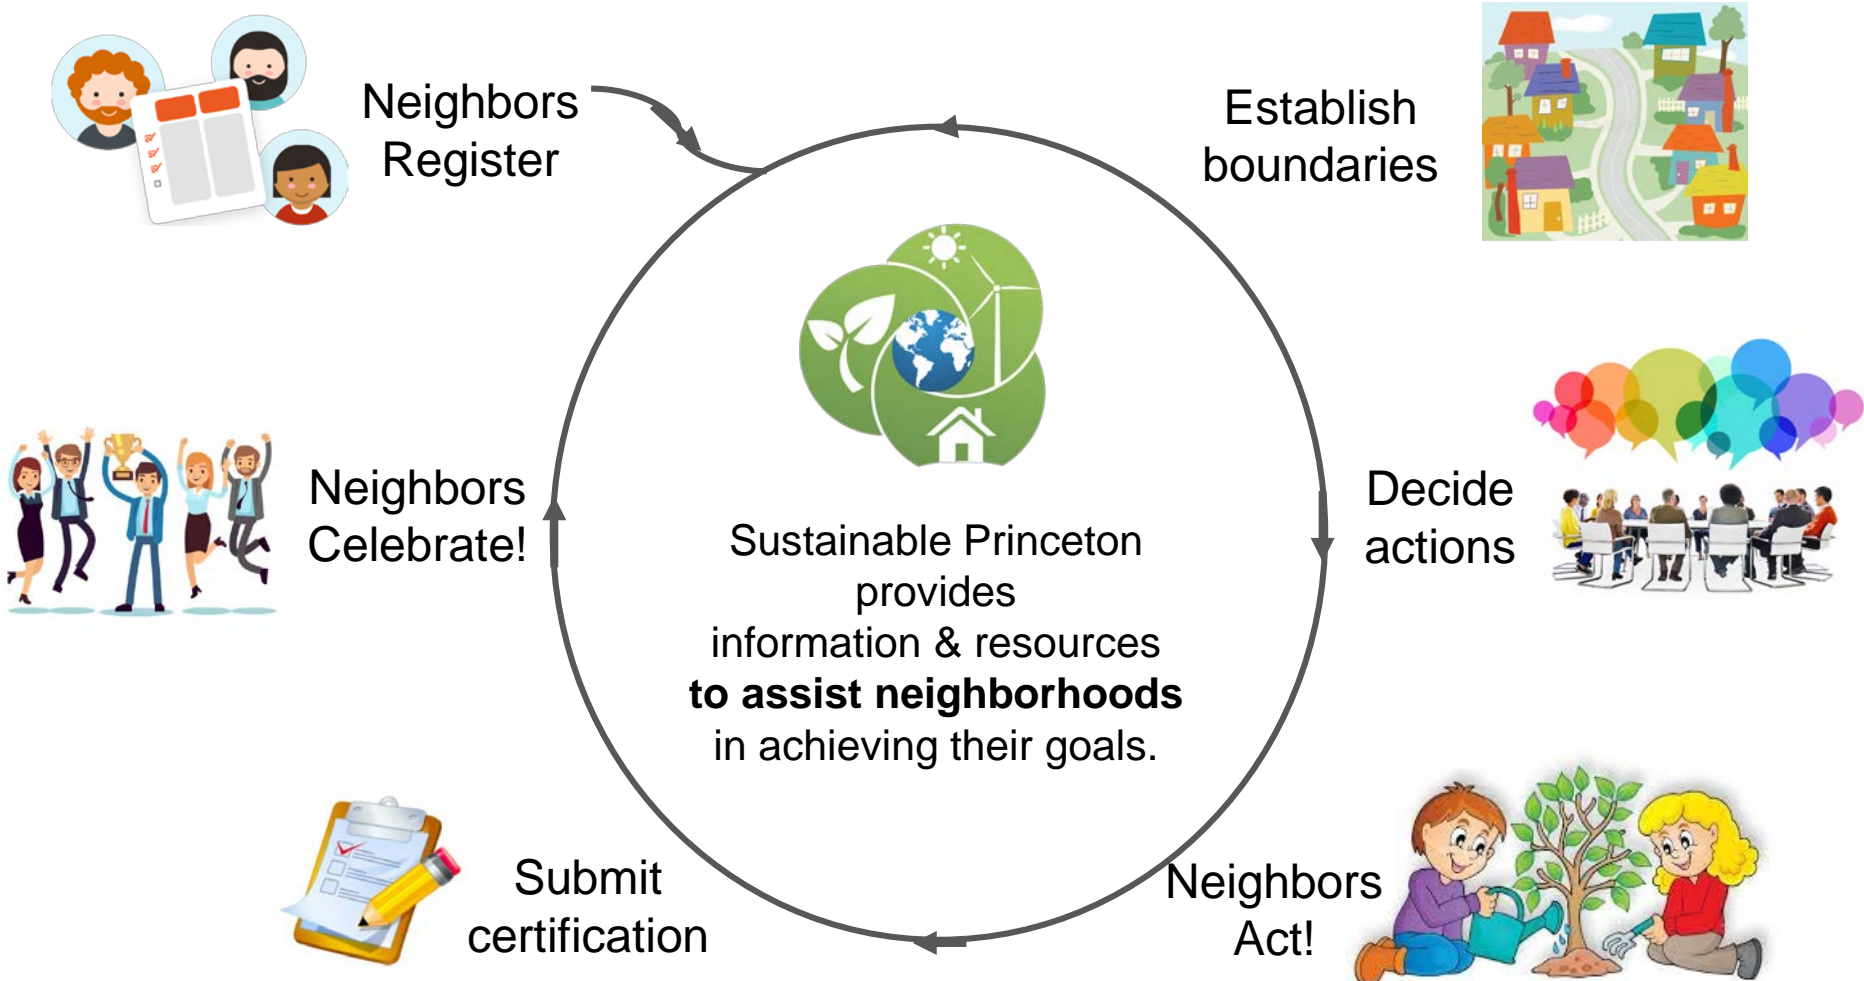 Neighbors
Register
Establish
boundaries
Decide
actions
Neighbors
Act!
Submit
certification
Neighbors
Celebrate!
Sustainable Princeton
provides
information & resources
to assist neighborhoods
in achieving their goals.